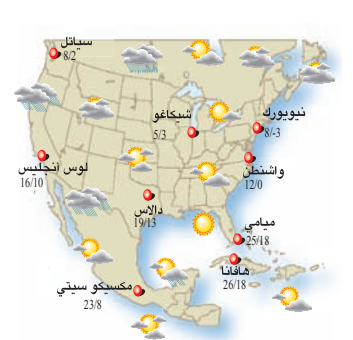 سياتل
8/2
شيكاغو
5/3
نيويورك
8/-3
لوس انجليس
16/10
واشنطن
12/0
دالاس
19/13
ميامي
25/18
هافانا
26/18
مكسيكو سيتي
23/8